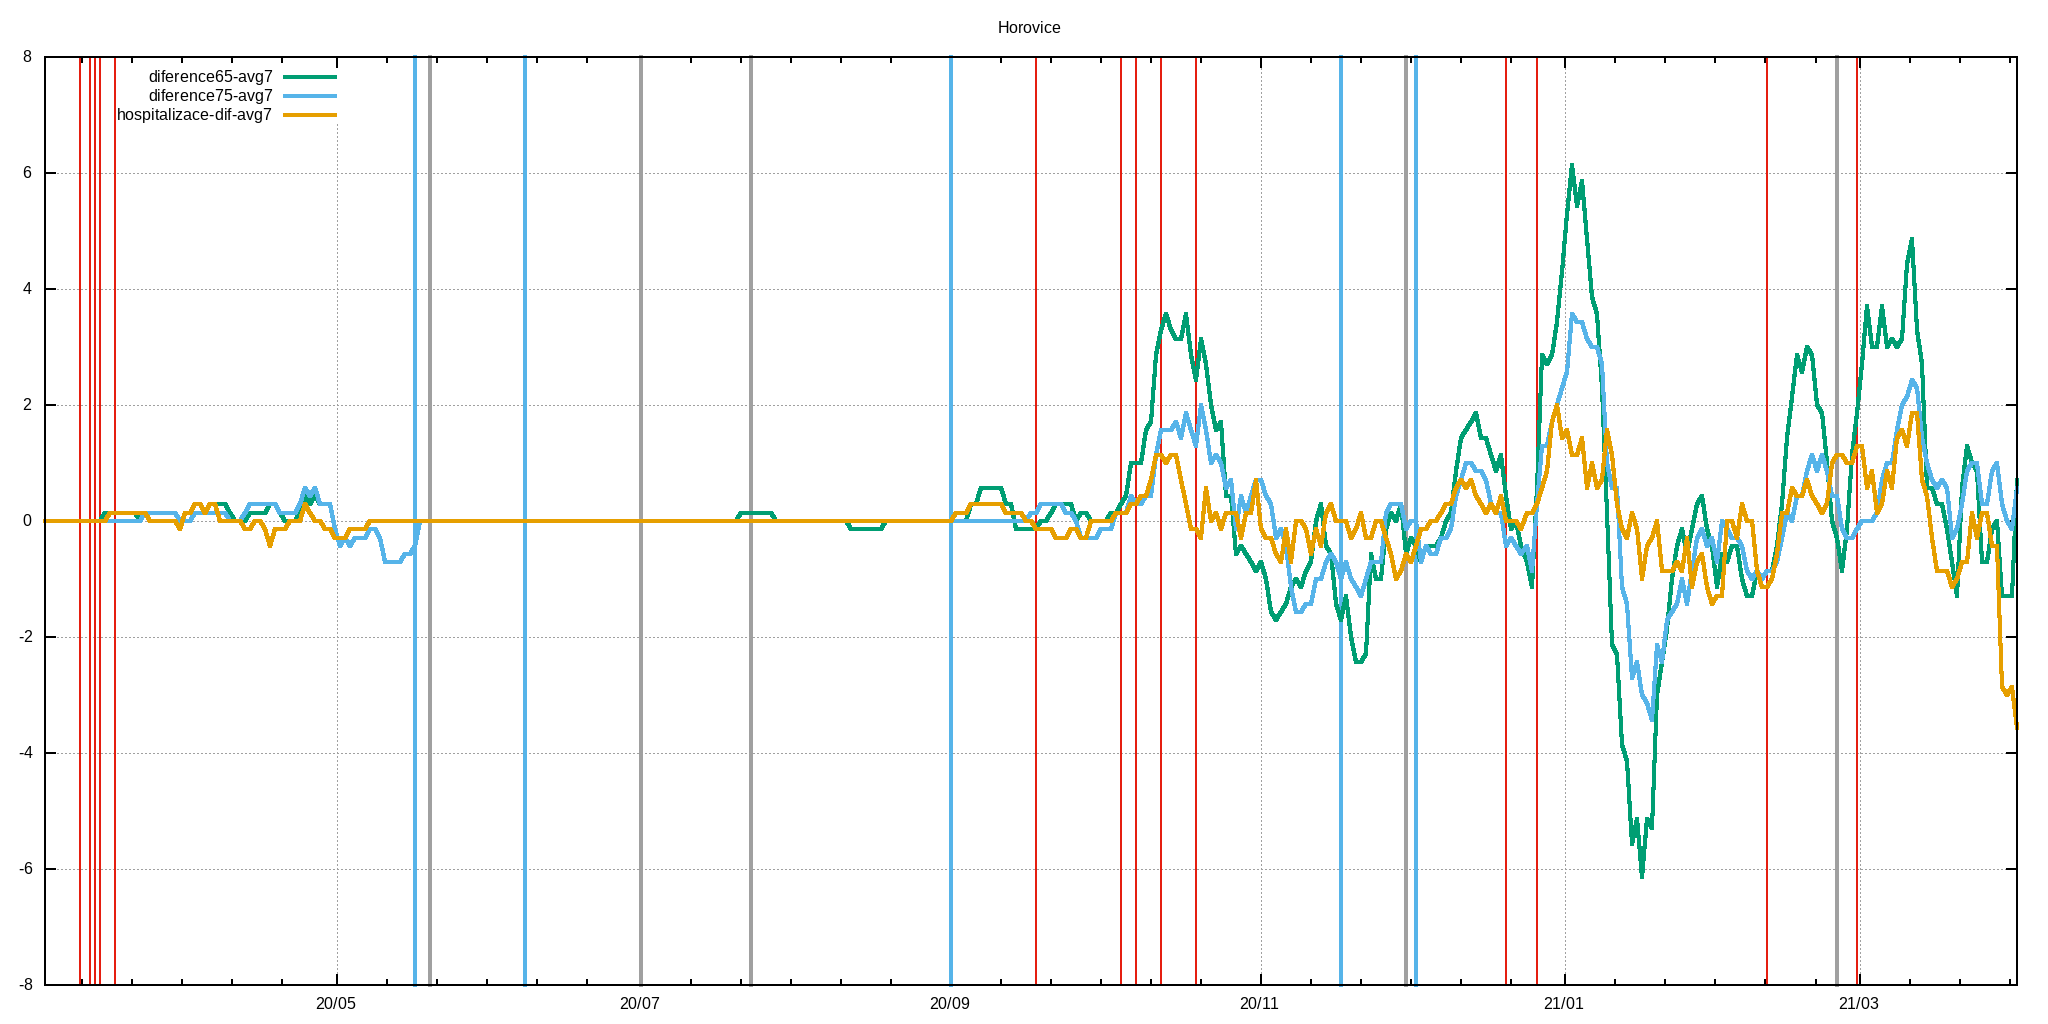 Horovice
8
diference65-avg7
diference75-avg7
hospitalizace-dif-avg7
6
4
2
0
-2
-4
-6
-8
20/05 20/07 20/09 20/11 21/01 21/03